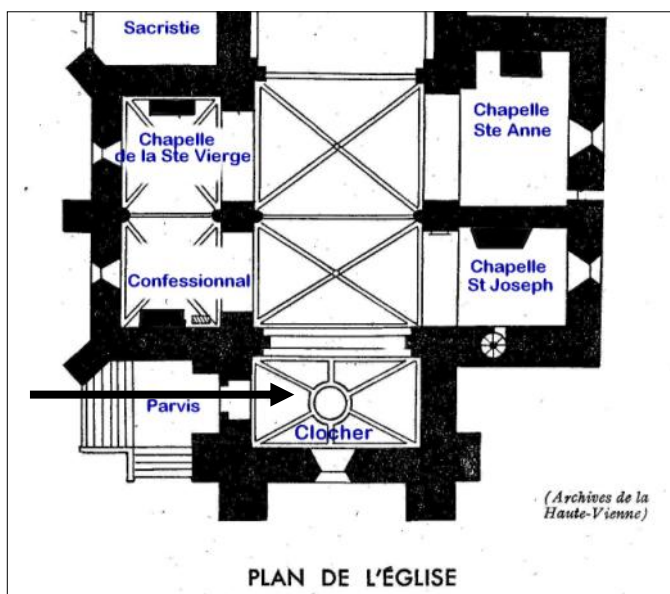 Sacristie
Chapelle
de la Ste Vierge
Chapelle
Ste Anne
Confessionnal
Chapelle
St Joseph
Parvis
Clocher
(Archives de la
Haute-Vienne)
PLAN DE L'ÉGLISE